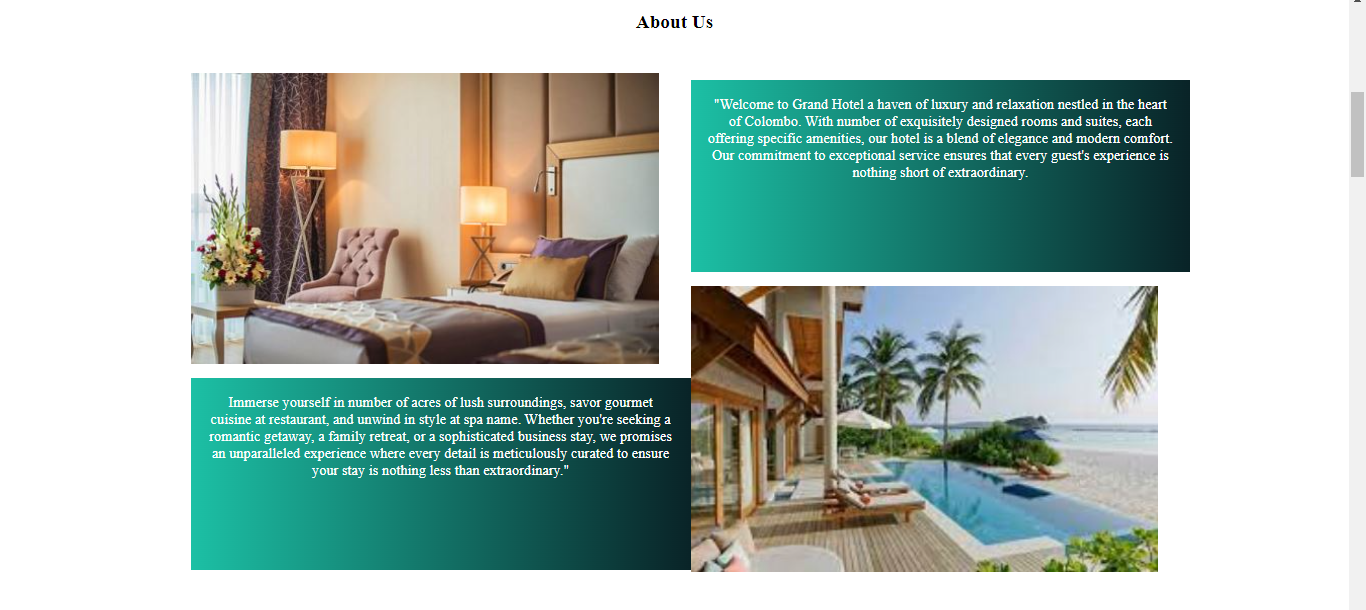 About Us
"Welcome to Grand Hotel a haven of luxury and relaxation nestled in the heart
of Colombo. With number of exquisitely designed rooms and suites, each
offering specific amenities, our hotel is a blend of elegance and modern comfort.
Our commitment to exceptional service ensures that every guest's experience is
nothing short of extraordinary.
Immerse yourself in number of acres of lush surroundings, savor gourmet
cuisine at restaurant, and unwind in style at spa name. Whether you're seeking a
romantic getaway, a family retreat, or a sophisticated business stay, we promises
an unparalleled experience where every detail is meticulously curated to ensure
your stay is nothing less than extraordinary."